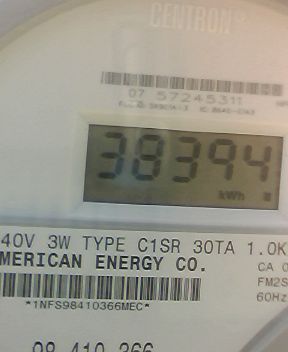 CENTRON®
07 57245311
38394
kWh
40V 3W TYPE C1SR 30TA 1.0K
MERICAN ENERGY CO.
CA 0
FM2S
60Hz
*1NFS98410366MEC*
98 410 366